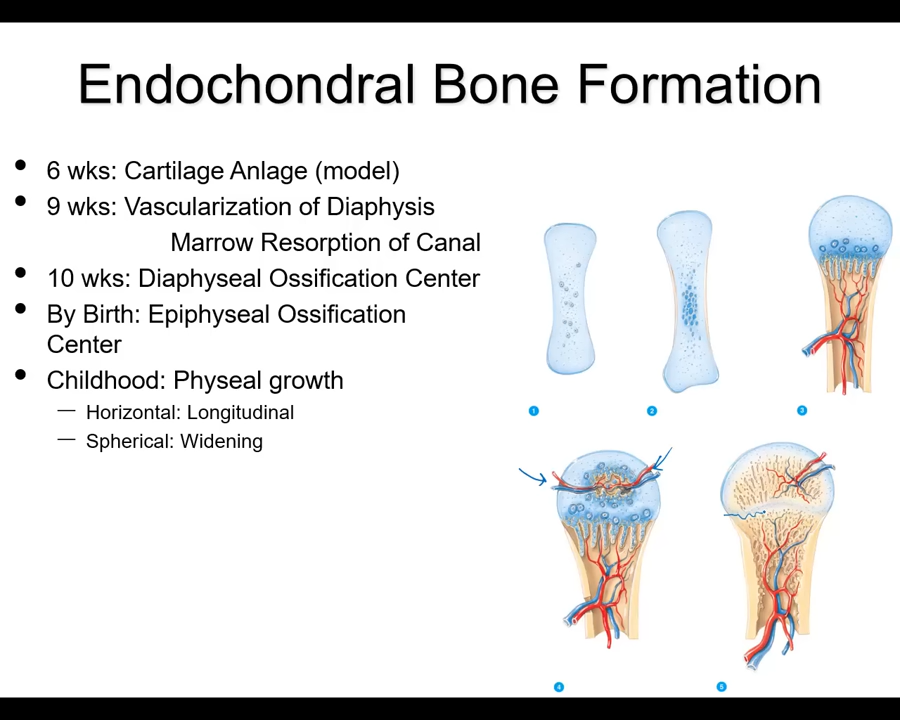 Endochondral Bone Formation
• 6 wks: Cartilage Anlage (model)
• 9 wks: Vascularization of Diaphysis
Marrow Resorption of Canal
• 10 wks: Diaphyseal Ossification Center
• By Birth: Epiphyseal Ossification
Center
• Childhood: Physeal growth
— Horizontal: Longitudinal
— Spherical: Widening
1
2
3
4
5